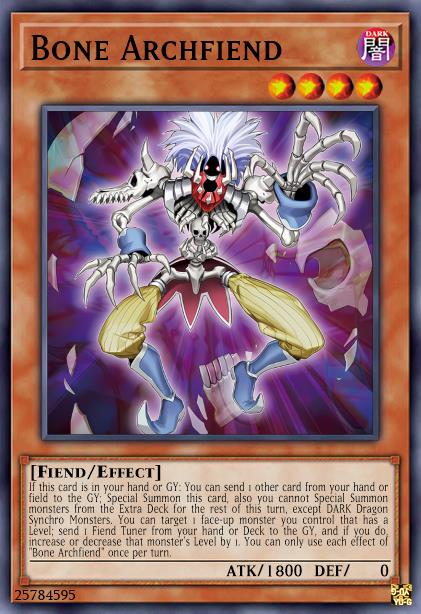 BONE ARCHFIEND
DARK
闇
[FIEND/EFFECT]
If this card is in your hand or GY: You can send 1 other card from your hand or
field to the GY; Special Summon this card, also you cannot Special Summon
monsters from the Extra Deck for the rest of this turn, except DARK Dragon
Synchro Monsters. You can target 1 face-up monster you control that has a
Level; send 1 Fiend Tuner from your hand or Deck to the GY, and if you do,
increase or decrease that monster's Level by 1. You can only use each effect of
"Bone Archfiend" once per turn.
ATK/1800 DEF/ 0
25784595